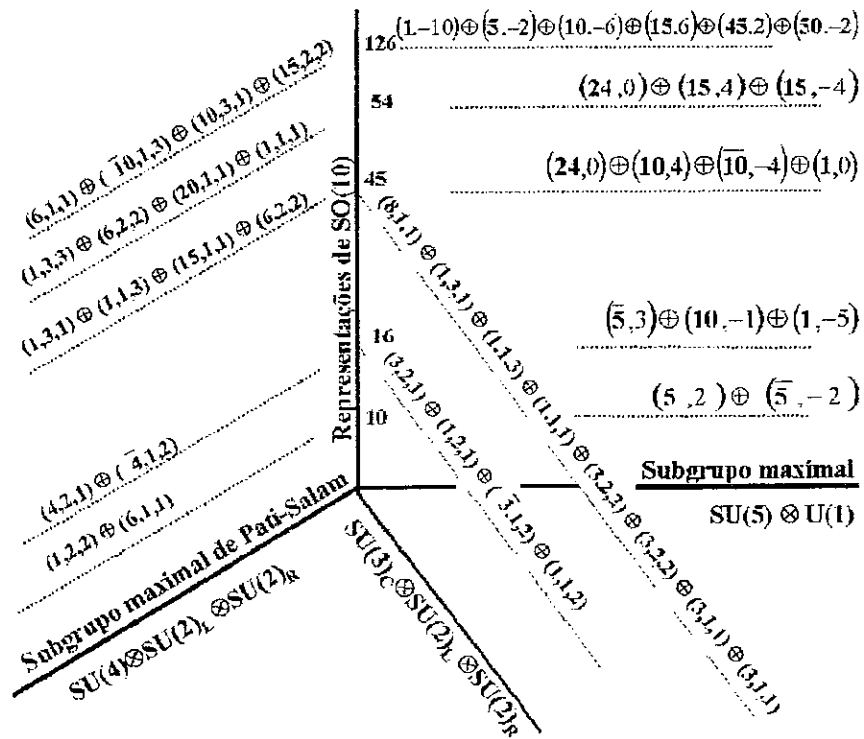 126 (1.–10)⊕(5.–2)⊕(10.–6)⊕(15.6)⊕(45.2)⊕(50.–2)
54 (24,0)⊕(15,4)⊕(15,–4)
45 (24,0)⊕(10,4)⊕(1̅0̅,–4)⊕(1,0)
16 (5̅,3)⊕(10,–1)⊕(1,–5)
10 (5,2)⊕(5̅,–2)
Representações de SO(10)
(6,1,1)⊕(1̅0,1,3)⊕(10,3,1)⊕(15,2,2)
(1,3,3)⊕(6,2,2)⊕(20,1,1)⊕(1,1,1)
(1,3,1)⊕(1,1,3)⊕(15,1,1)⊕(6,2,2)
(4,2,1)⊕(4̅,1,2)
(1,2,2)⊕(6,1,1)
Subgrupo maximal de Pati-Salam
SU(4)⊗SU(2)L⊗SU(2)R
(8,1,1)⊕(1,3,1)⊕(1,1,3)⊕(1,1,1)⊕(3,2,2)⊕(3,2,2)⊕(3,1,1)⊕(3,1,1)
(3,2,1)⊕(1,2,1)⊕(3̅,1,2)⊕(1,1,2)
SU(3)C⊗SU(2)L⊗SU(2)R
Subgrupo maximal
SU(5)⊗U(1)